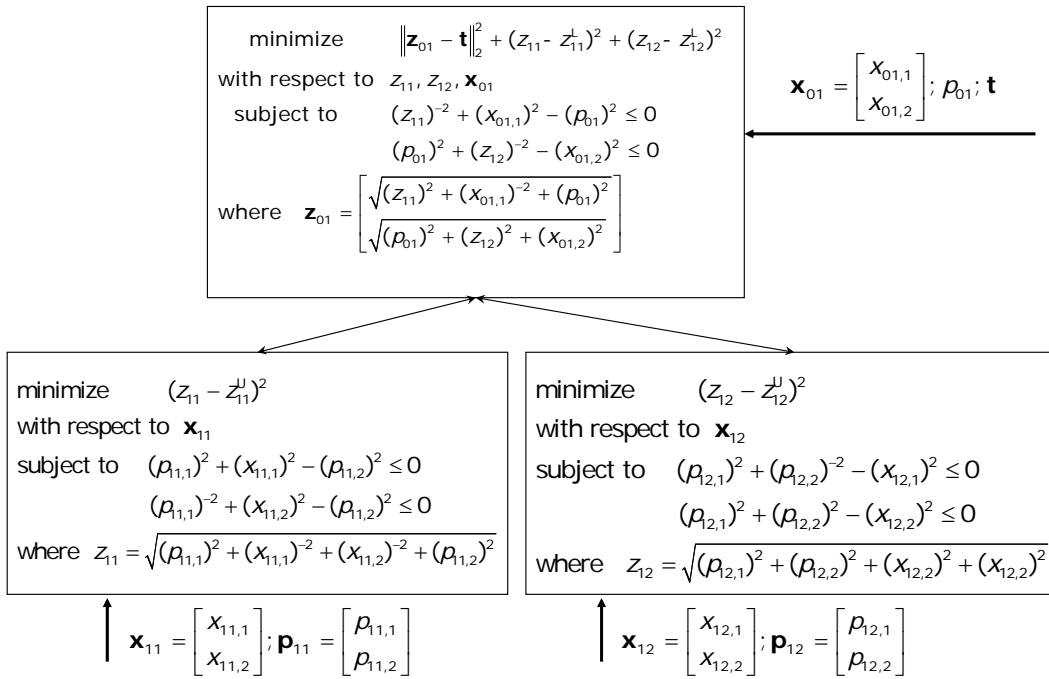 minimize ‖𝐳₀₁ − 𝐭‖₂² + (z₁₁ - z₁₁ᴸ)² + (z₁₂ - z₁₂ᴸ)²
with respect to z₁₁, z₁₂, 𝐱₀₁
subject to (z₁₁)⁻² + (x₀₁,₁)² − (p₀₁)² ≤ 0
(p₀₁)² + (z₁₂)⁻² − (x₀₁,₂)² ≤ 0
where 𝐳₀₁ = [√((z₁₁)² + (x₀₁,₁)⁻² + (p₀₁)²)
√((p₀₁)² + (z₁₂)² + (x₀₁,₂)²)]
𝐱₀₁ = [x₀₁,₁
x₀₁,₂]; p₀₁; 𝐭
minimize (z₁₁ − z₁₁ᵁ)²
with respect to 𝐱₁₁
subject to (p₁₁,₁)² + (x₁₁,₁)² − (p₁₁,₂)² ≤ 0
(p₁₁,₁)⁻² + (x₁₁,₂)² − (p₁₁,₂)² ≤ 0
where z₁₁ = √((p₁₁,₁)² + (x₁₁,₁)⁻² + (x₁₁,₂)⁻² + (p₁₁,₂)²)
𝐱₁₁ = [x₁₁,₁
x₁₁,₂]; 𝐩₁₁ = [p₁₁,₁
p₁₁,₂]
minimize (z₁₂ − z₁₂ᵁ)²
with respect to 𝐱₁₂
subject to (p₁₂,₁)² + (p₁₂,₂)⁻² − (x₁₂,₁)² ≤ 0
(p₁₂,₁)² + (p₁₂,₂)² − (x₁₂,₂)² ≤ 0
where z₁₂ = √((p₁₂,₁)² + (p₁₂,₂)² + (x₁₂,₂)² + (x₁₂,₂)²)
𝐱₁₂ = [x₁₂,₁
x₁₂,₂]; 𝐩₁₂ = [p₁₂,₁
p₁₂,₂]